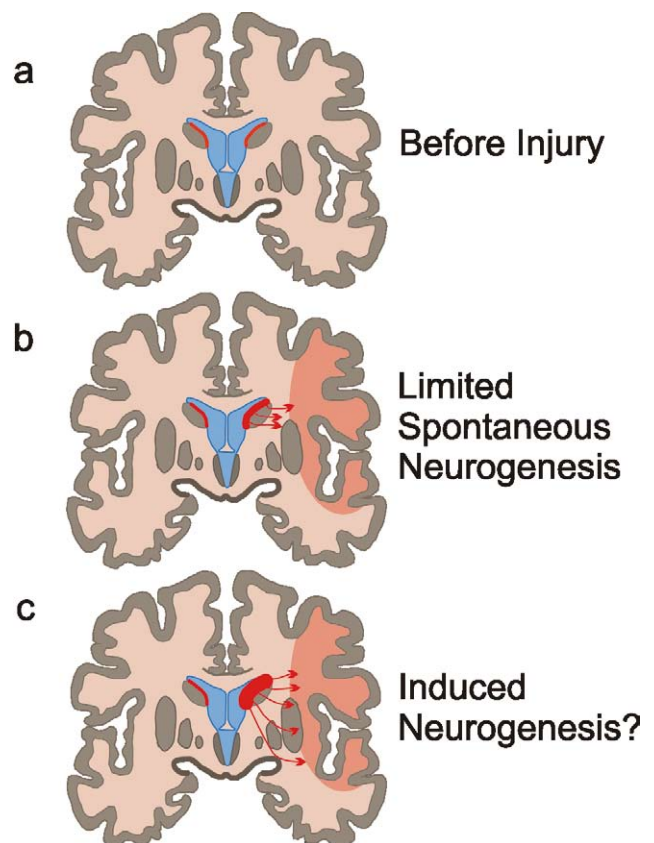 a
Before Injury
b
Limited
Spontaneous
Neurogenesis
c
Induced
Neurogenesis?